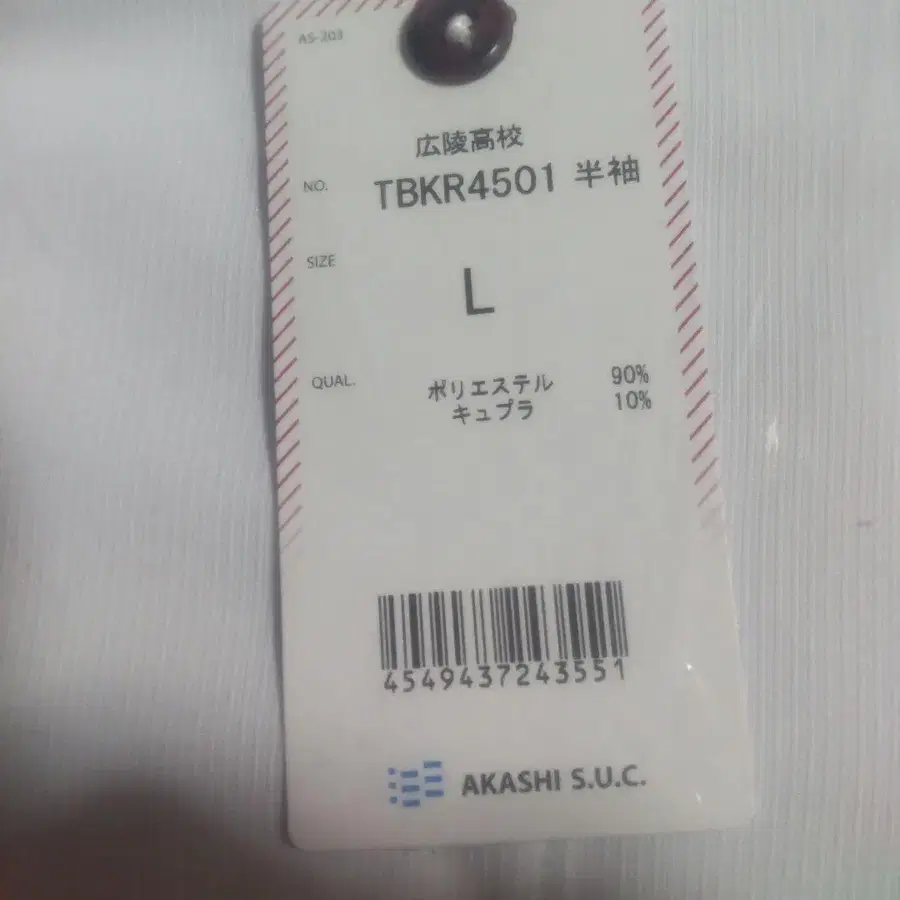 AS-203
広陵高校
NO. TBKR4501 半袖
SIZE L
QUAL. ポリエステル 90%
キュプラ 10%
4549437243551
AKASHI S.U.C.